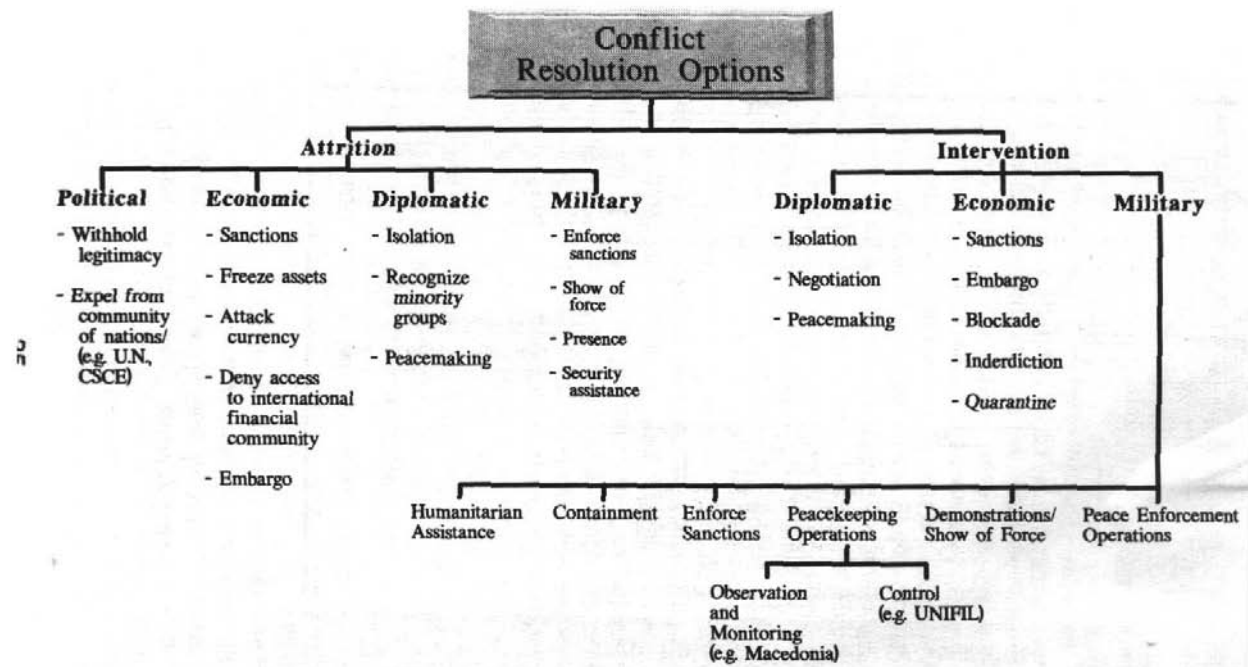 Conflict
Resolution Options
Attrition
Intervention
Political
- Withhold
legitimacy
- Expel from
community
of nations/
(e.g. U.N.,
CSCE)
Economic
- Sanctions
- Freeze assets
- Attack
currency
- Deny access
to international
financial
community
- Embargo
Diplomatic
- Isolation
- Recognize
minority
groups
- Peacemaking
Military
- Enforce
sanctions
- Show of
force
- Presence
- Security
assistance
Diplomatic
- Isolation
- Negotiation
- Peacemaking
Economic
- Sanctions
- Embargo
- Blockade
- Inderdiction
- Quarantine
Military
Humanitarian
Assistance
Containment
Enforce
Sanctions
Peacekeeping
Operations
Demonstrations/
Show of Force
Peace Enforcement
Operations
Observation
and
Monitoring
(e.g. Macedonia)
Control
(e.g. UNIFIL)